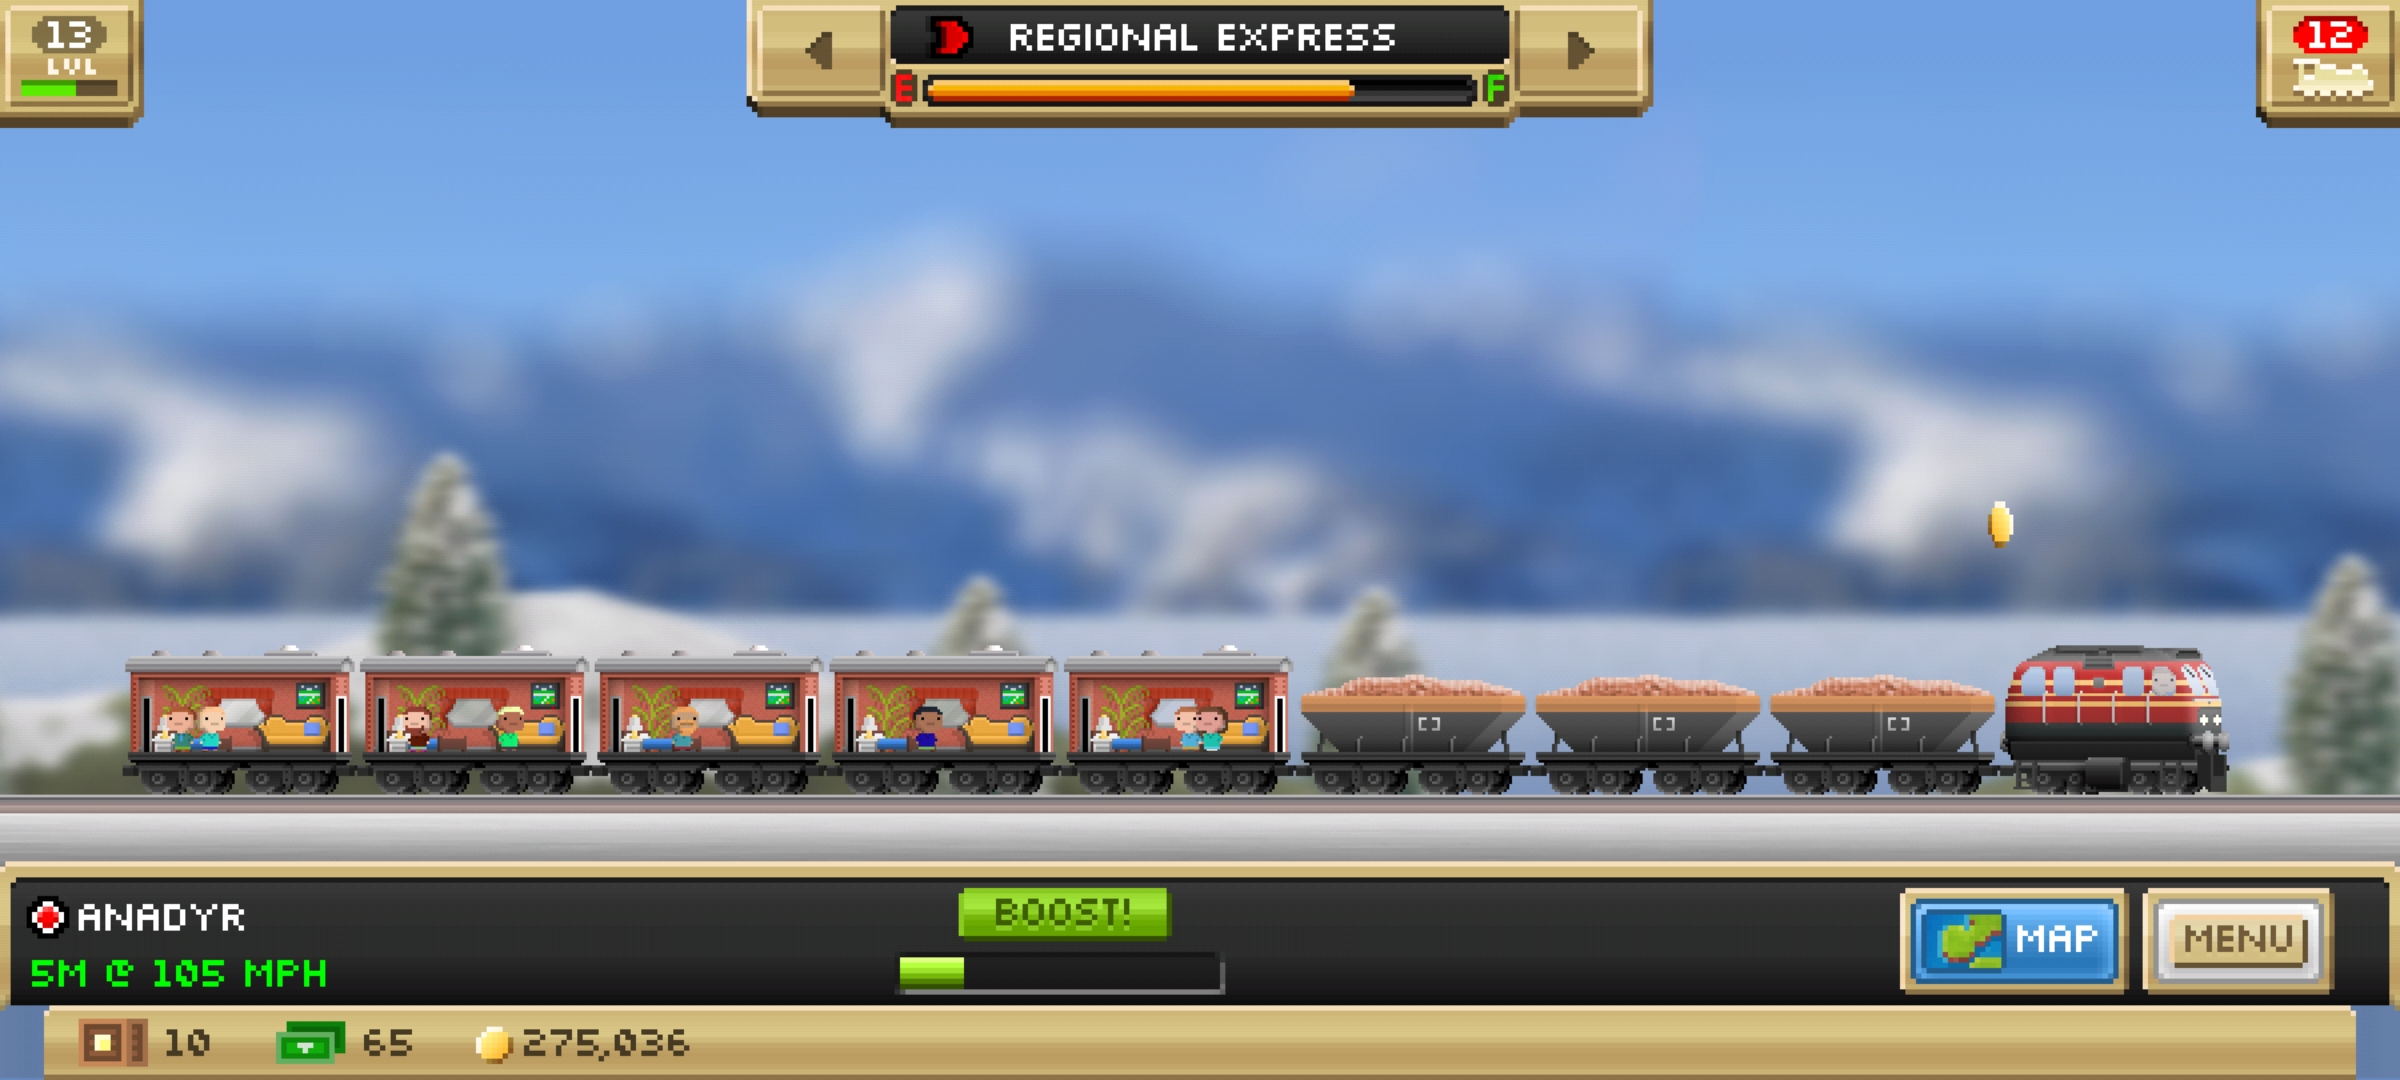 13
LVL
REGIONAL EXPRESS
E F
12
ANADYR
5M @ 105 MPH
BOOST!
MAP
MENU
10
65
275,036